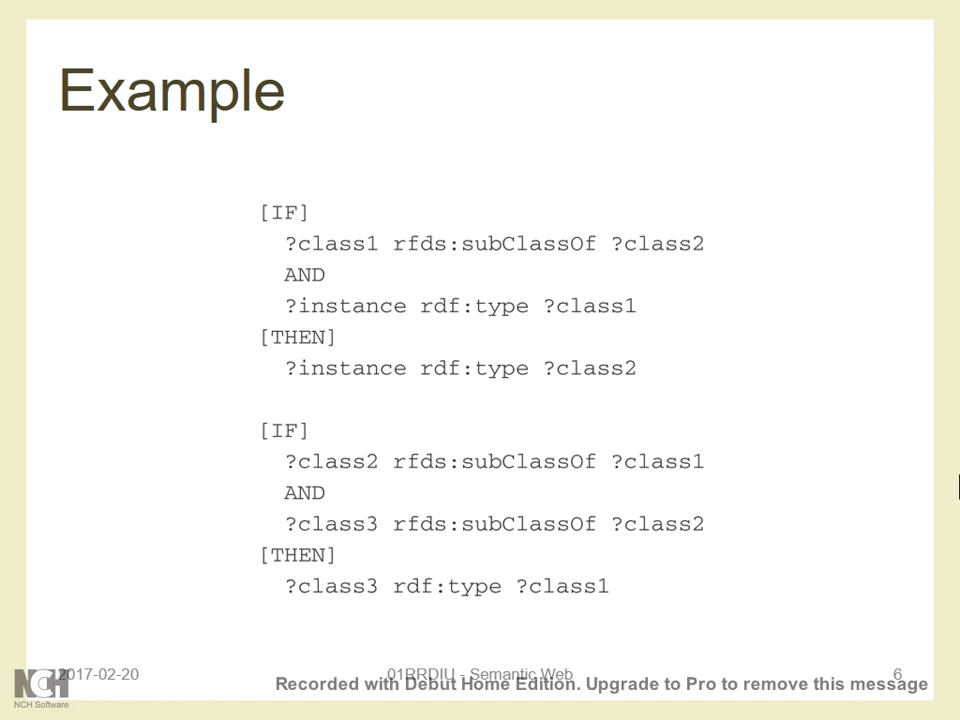 Example
[IF]
?class1 rfds:subClassOf ?class2
AND
?instance rdf:type ?class1
[THEN]
?instance rdf:type ?class2
[IF]
?class2 rfds:subClassOf ?class1
AND
?class3 rfds:subClassOf ?class2
[THEN]
?class3 rdf:type ?class1
2017-02-20
01RRDIU - Semantic Web
6
Recorded with Debut Home Edition. Upgrade to Pro to remove this message
NCH
NCH Software